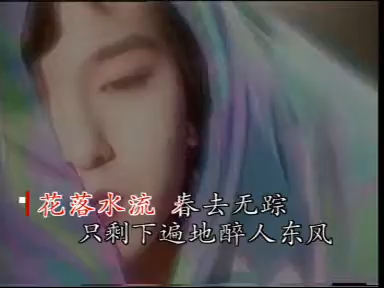 花落水流 春去无踪
只剩下遍地醉人东风